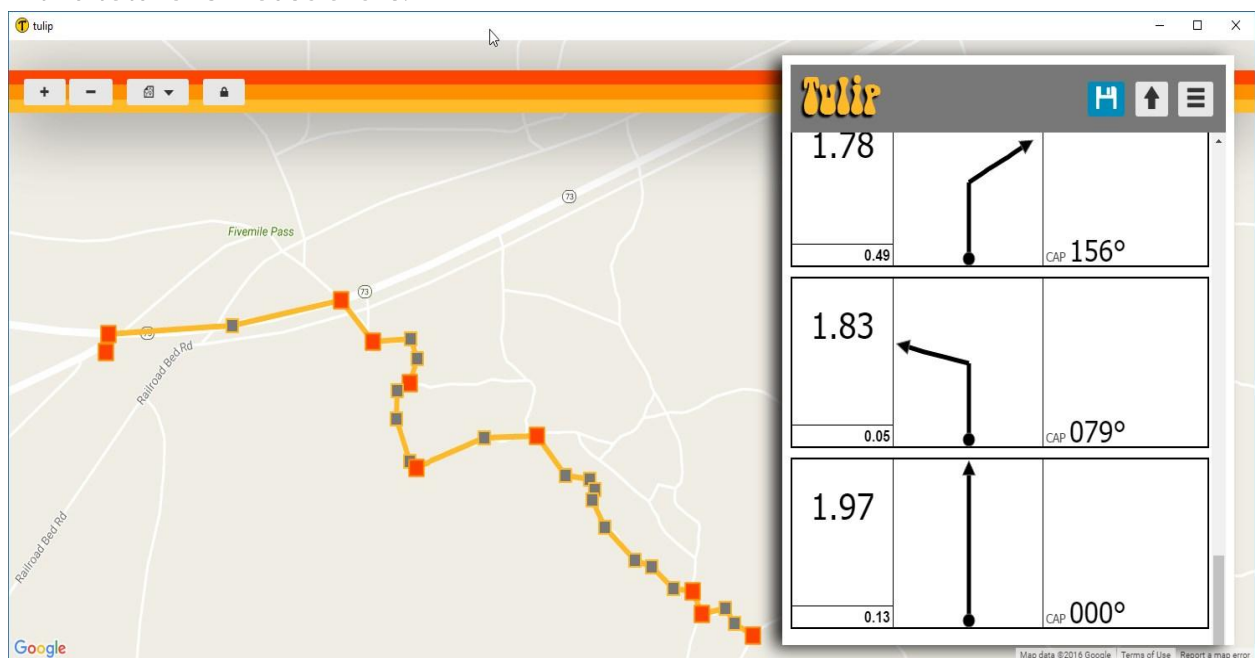 tulip
+
-
Tulip
1.78
0.49
CAP 156°
1.83
0.05
CAP 079°
1.97
0.13
CAP 000°
73
Fivemile Pass
73
73
Railroad Bed Rd
Railroad Bed Rd
Google
Map data ©2016 Google
Terms of Use
Report a map error